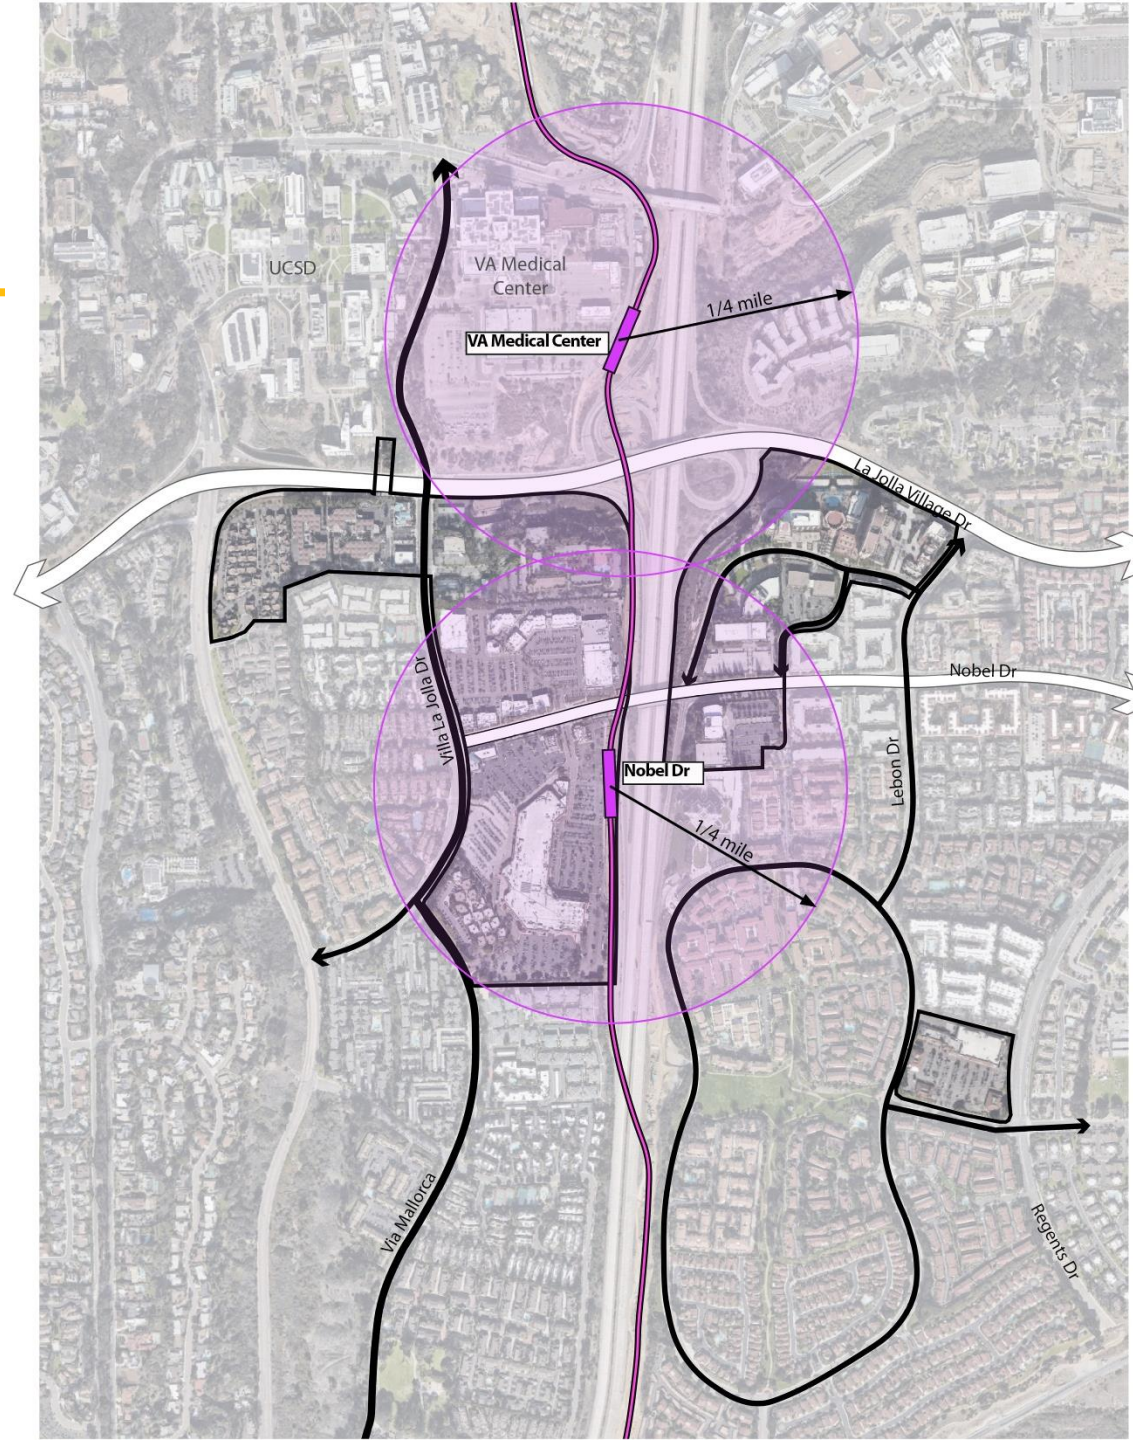 UCSD
VA Medical
Center
1/4 mile
VA Medical Center
La Jolla Village Dr
Villa La Jolla Dr
Nobel Dr
Lebon Dr
Nobel Dr
1/4 mile
Via Mallorca
Regents Dr